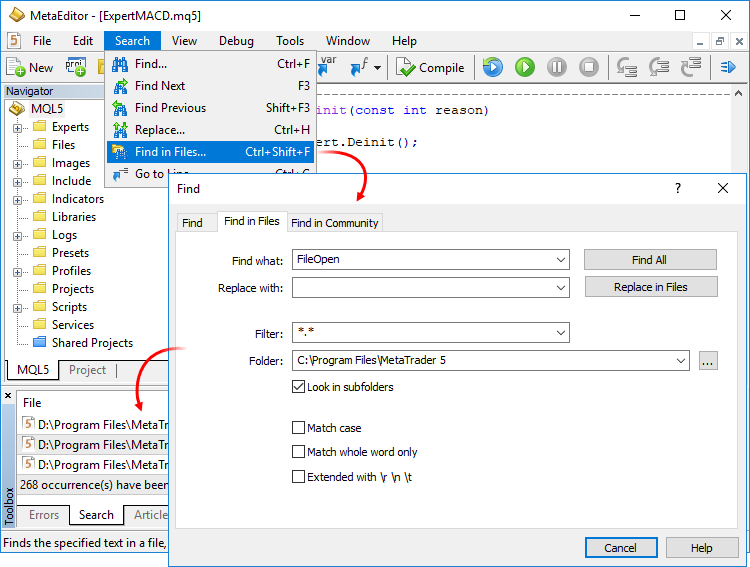 MetaEditor - [ExpertMACD.mq5]
File Edit Search View Debug Tools Window Help
New
var
Compile
Find... Ctrl+F
Find Next F3
Find Previous Shift+F3
Replace... Ctrl+H
Find in Files... Ctrl+Shift+F
Go to Line
Navigator
MQL5
Experts
Files
Images
Include
Indicators
Libraries
Logs
Presets
Profiles
Projects
Scripts
Services
Shared Projects
MQL5 Project
init(const int reason)
ert.Deinit();
Find
Find Find in Files Find in Community
Find what: FileOpen Find All
Replace with: Replace in Files
Filter: *.*
Folder: C:\Program Files\MetaTrader 5 ...
Look in subfolders
Match case
Match whole word only
Extended with \r \n \t
Cancel Help
File
D:\Program Files\MetaTr
D:\Program Files\MetaTr
D:\Program Files\MetaTr
268 occurrence(s) have been
Toolbox
Errors Search Article
Finds the specified text in a file,